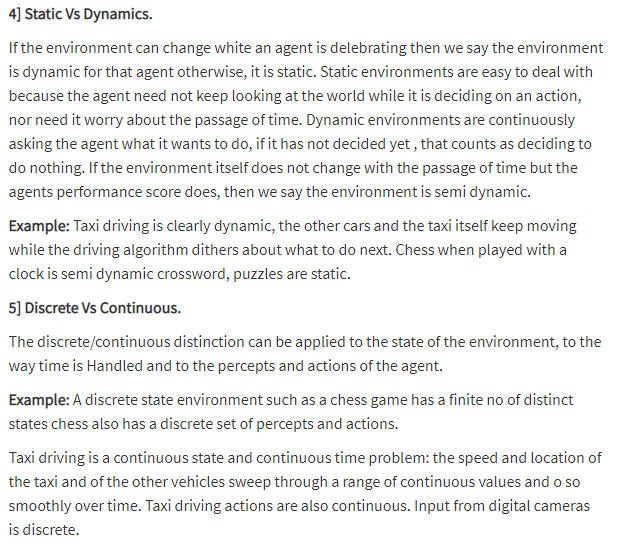 4] Static Vs Dynamics.
If the environment can change white an agent is delebrating then we say the environment
is dynamic for that agent otherwise, it is static. Static environments are easy to deal with
because the agent need not keep looking at the world while it is deciding on an action,
nor need it worry about the passage of time. Dynamic environments are continuously
asking the agent what it wants to do, if it has not decided yet , that counts as deciding to
do nothing. If the environment itself does not change with the passage of time but the
agents performance score does, then we say the environment is semi dynamic.
Example: Taxi driving is clearly dynamic, the other cars and the taxi itself keep moving
while the driving algorithm dithers about what to do next. Chess when played with a
clock is semi dynamic crossword, puzzles are static.
5] Discrete Vs Continuous.
The discrete/continuous distinction can be applied to the state of the environment, to the
way time is Handled and to the percepts and actions of the agent.
Example: A discrete state environment such as a chess game has a finite no of distinct
states chess also has a discrete set of percepts and actions.
Taxi driving is a continuous state and continuous time problem: the speed and location of
the taxi and of the other vehicles sweep through a range of continuous values and o so
smoothly over time. Taxi driving actions are also continuous. Input from digital cameras
is discrete.